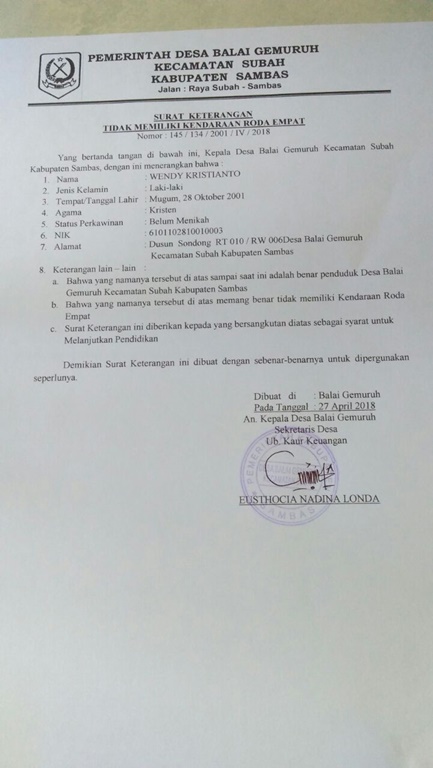 PEMERINTAH DESA BALAI GEMURUH
KECAMATAN SUBAH
KABUPATEN SAMBAS
Jalan : Raya Subah - Sambas
SURAT KETERANGAN
TIDAK MEMILIKI KENDARAAN RODA EMPAT
Nomor : 145 / 134 / 2001 / IV / 2018
Yang bertanda tangan di bawah ini, Kepala Desa Balai Gemuruh Kecamatan Subah
Kabupaten Sambas, dengan ini menerangkan bahwa :
1. Nama : WENDY KRISTIANTO
2. Jenis Kelamin : Laki-laki
3. Tempat/Tanggal Lahir : Mugum, 28 Oktober 2001
4. Agama : Kristen
5. Status Perkawinan : Belum Menikah
6. NIK : 6101102810010003
7. Alamat : Dusun Sondong RT 010 / RW 006Desa Balai Gemuruh
Kecamatan Subah Kabupaten Sambas
8. Keterangan lain – lain :
a. Bahwa yang namanya tersebut di atas sampai saat ini adalah benar penduduk Desa Balai
Gemuruh Kecamatan Subah Kabupaten Sambas
b. Bahwa yang namanya tersebut di atas memang benar tidak memiliki Kendaraan Roda
Empat
c. Surat Keterangan ini diberikan kepada yang bersangkutan diatas sebagai syarat untuk
Melanjutkan Pendidikan
Demikian Surat Keterangan ini dibuat dengan sebenar-benarnya untuk dipergunakan
seperlunya.
Dibuat di : Balai Gemuruh
Pada Tanggal : 27 April 2018
An. Kepala Desa Balai Gemuruh
Sekretaris Desa
Ub. Kaur Keuangan
EUSTHOCIA NADINA LONDA